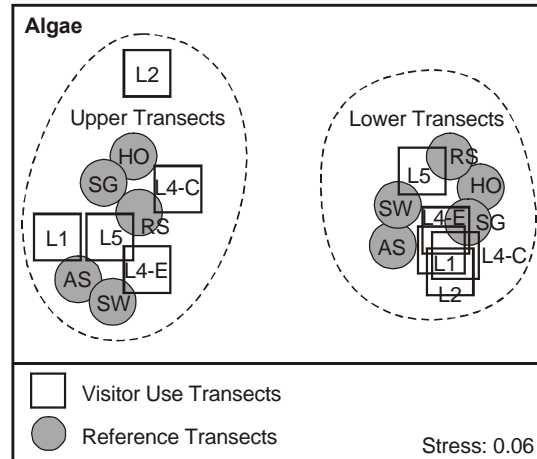 Algae
L2
Upper Transects
HO
SG
L4-C
RS
L1
L5
L4-E
AS
SW
Lower Transects
RS
L5
HO
SW
L4-E
SG
AS
L1
L4-C
L2
Visitor Use Transects
Reference Transects
Stress: 0.06